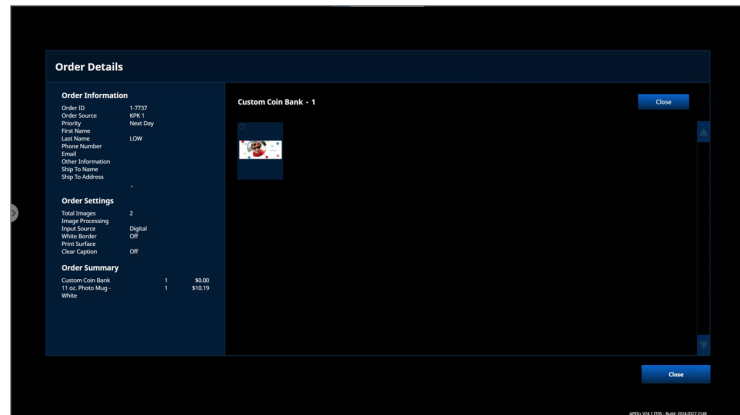 Order Details
Order Information
Order ID 1-7737
Order Source KPK 1
Priority Next Day
First Name
Last Name LOW
Phone Number
Email
Other Information
Ship To Name
Ship To Address
Order Settings
Total Images 2
Image Processing
Input Source Digital
White Border Off
Print Surface
Clear Caption Off
Order Summary
Custom Coin Bank 1 $0.00
11 oz. Photo Mug - 1 $10.19
White
Custom Coin Bank - 1
Close
Close